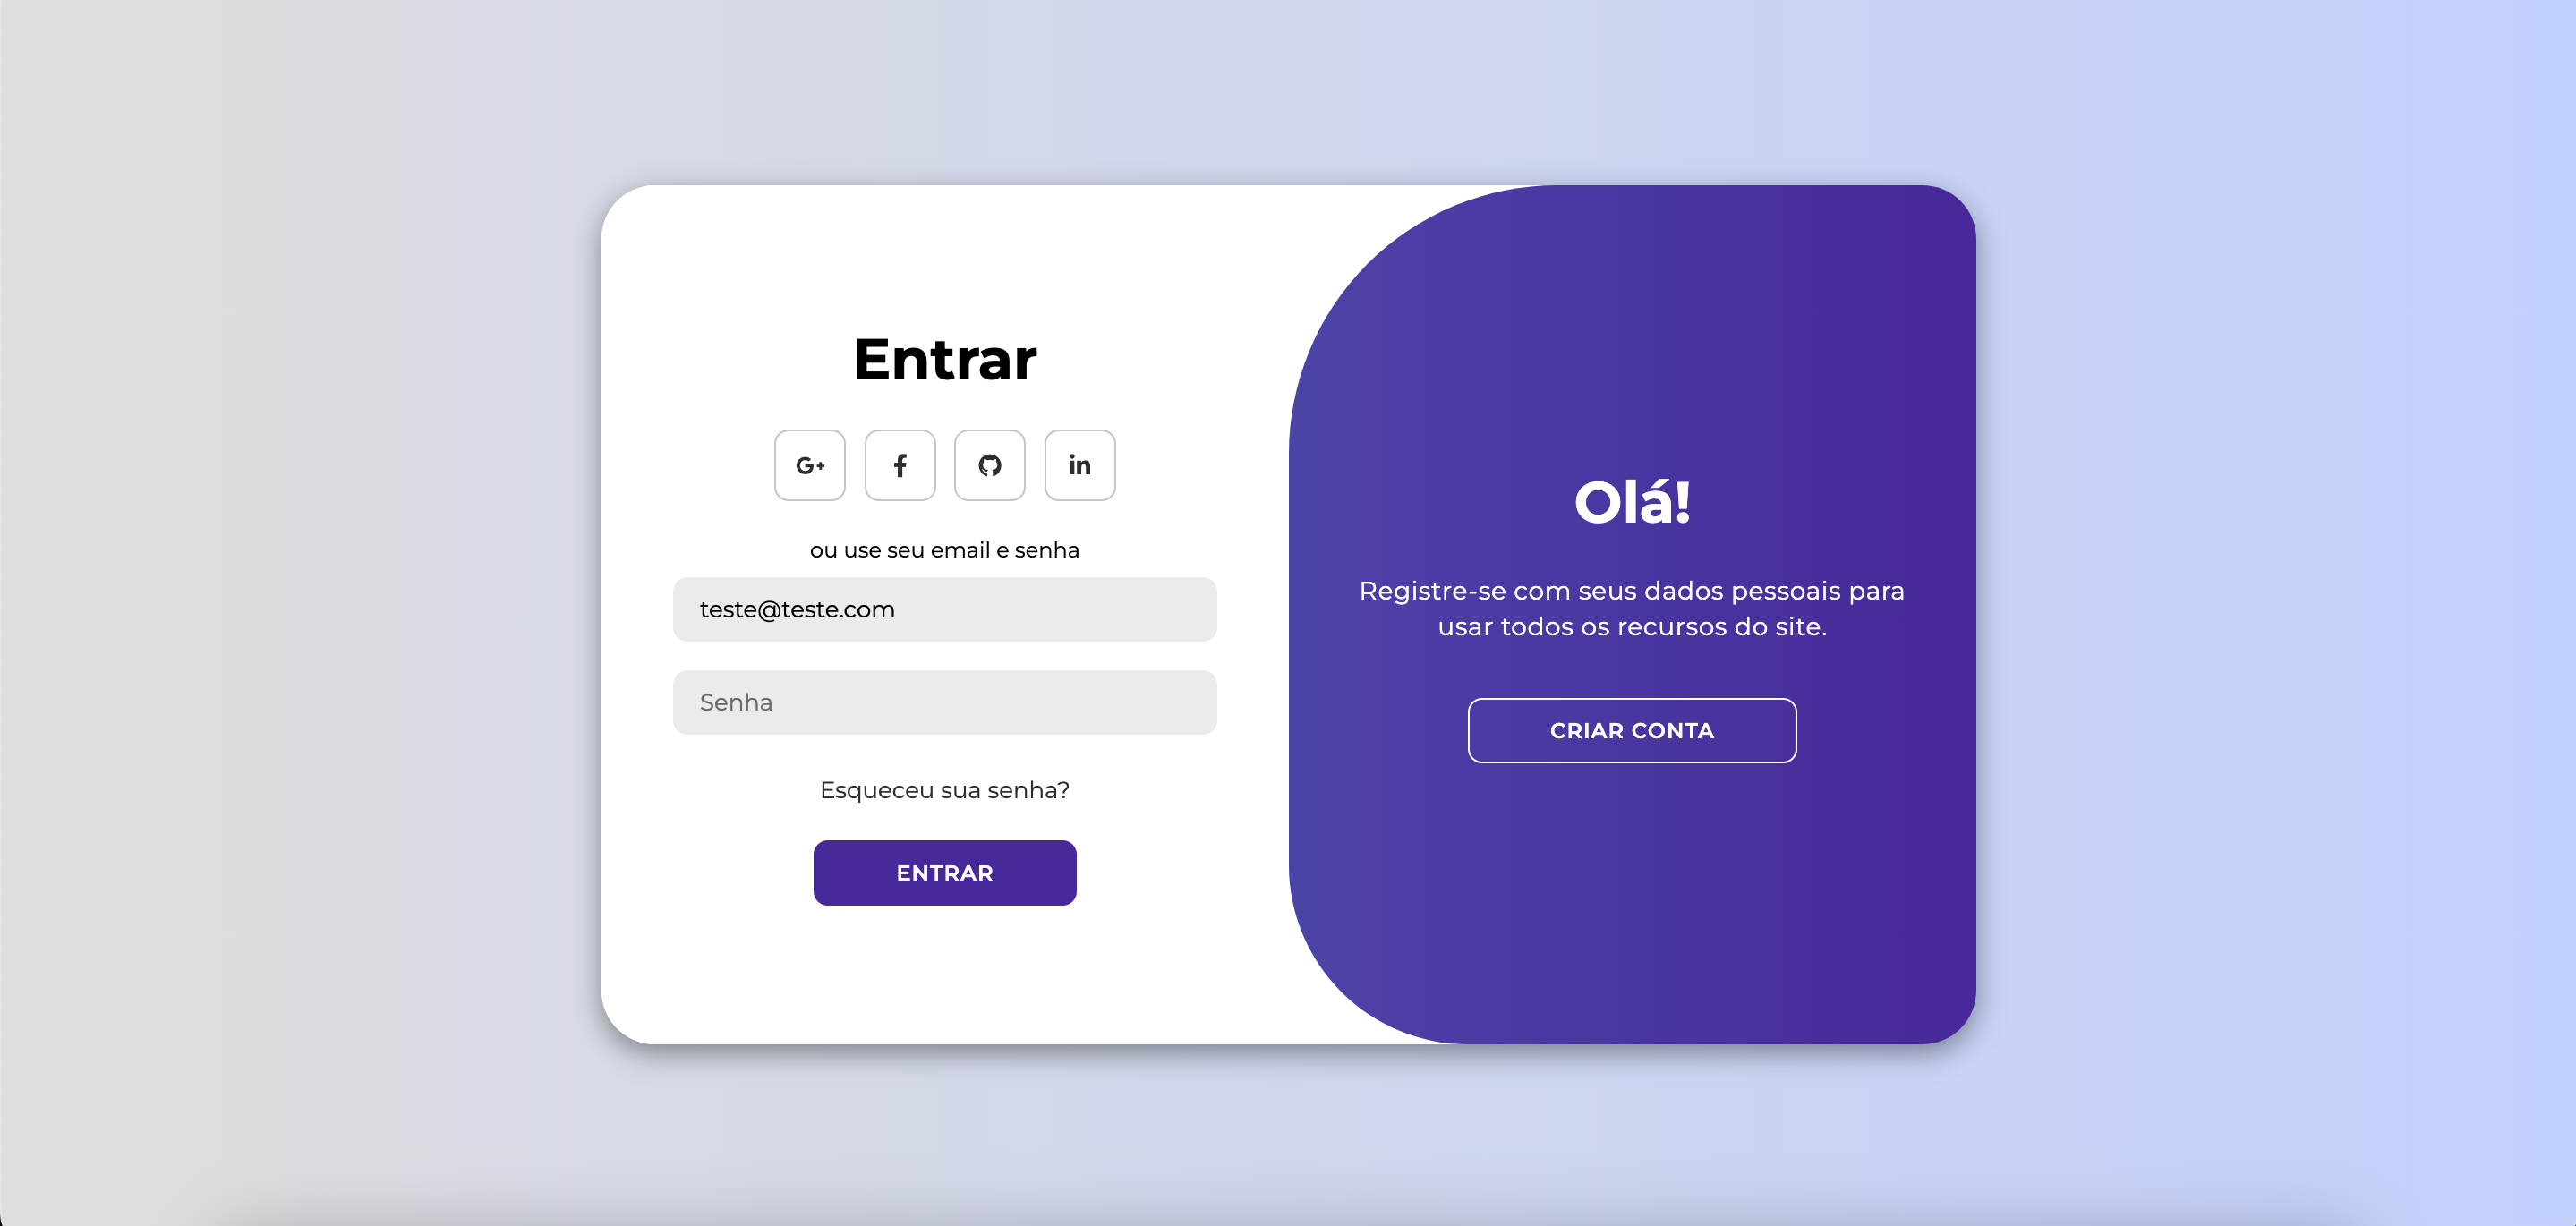 Entrar
G+ f in
ou use seu email e senha
teste@teste.com
Senha
Esqueceu sua senha?
ENTRAR
Olá!
Registre-se com seus dados pessoais para
usar todos os recursos do site.
CRIAR CONTA